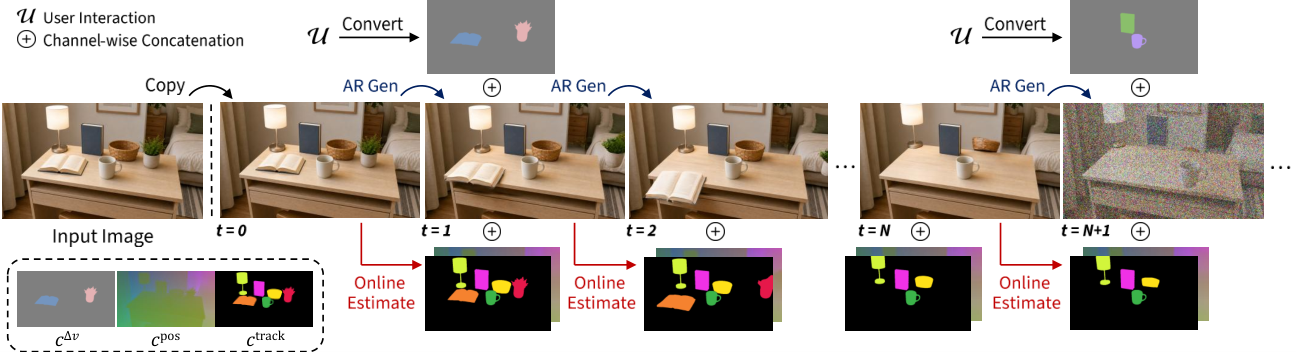 𝒰 User Interaction
⊕ Channel-wise Concatenation
𝒰 Convert
𝒰 Convert
⊕
⊕
Copy
AR Gen
AR Gen
AR Gen
...
...
Input Image
t = 0
t = 1
⊕
t = 2
⊕
t = N
⊕
t = N+1
⊕
Online
Estimate
Online
Estimate
Online
Estimate
c^Δv
c^pos
c^track